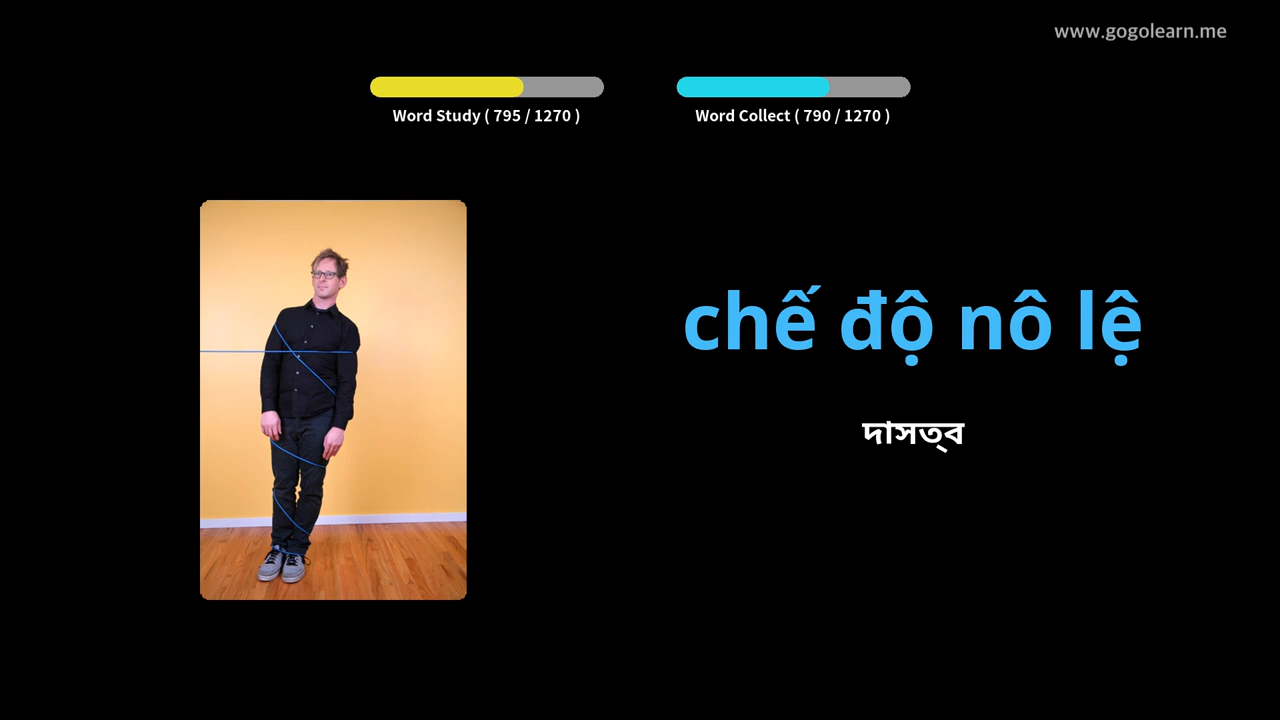 www.gogolearn.me
Word Study ( 795 / 1270 )
Word Collect ( 790 / 1270 )
chế độ nô lệ
দাসত্ব